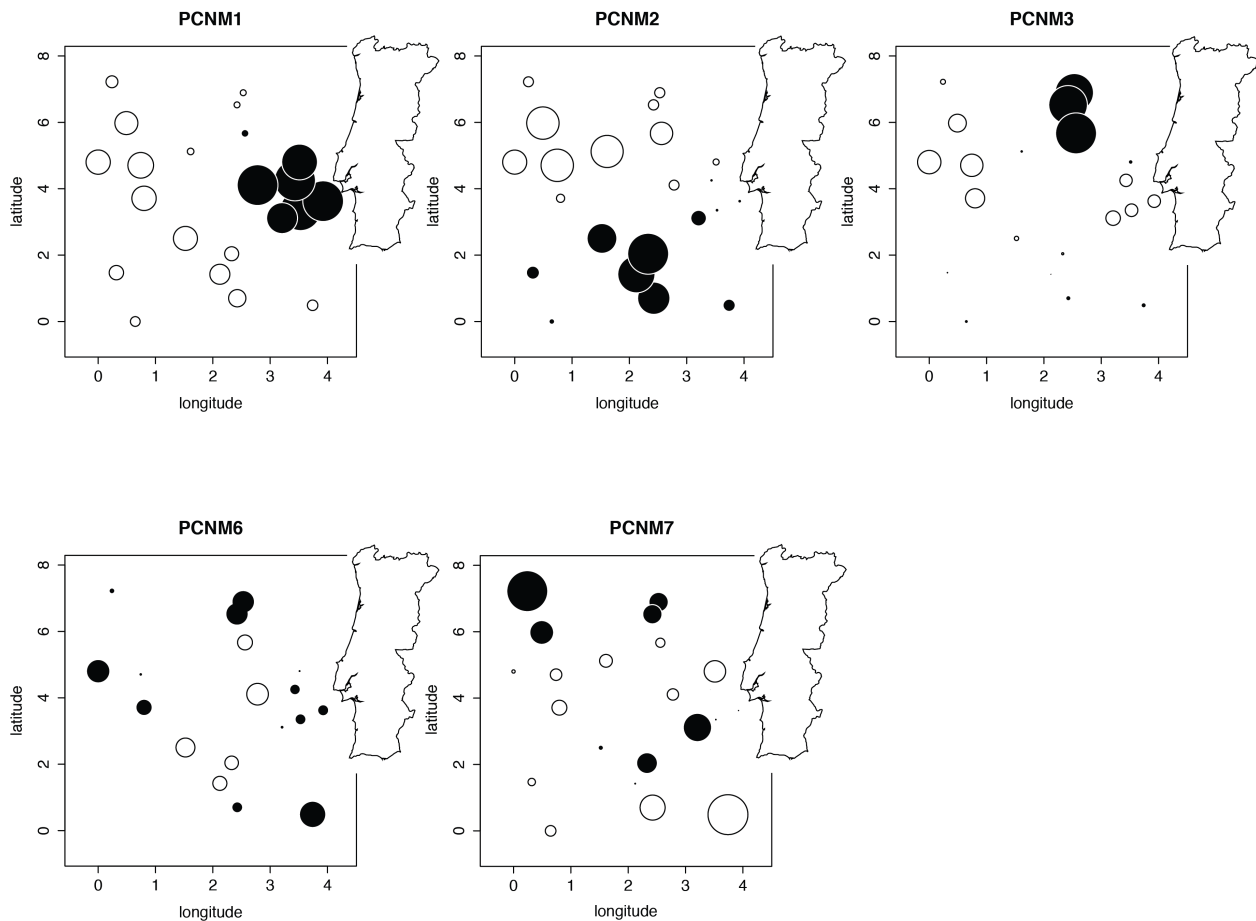 PCNM1 PCNM2 PCNM3
8 8 8
6 6 6
latitude latitude latitude
4 4 4
2 2 2
0 0 0
0 1 2 3 4 0 1 2 3 4 0 1 2 3 4
longitude longitude longitude
PCNM6 PCNM7
8 8
6 6
latitude latitude
4 4
2 2
0 0
0 1 2 3 4 0 1 2 3 4
longitude longitude